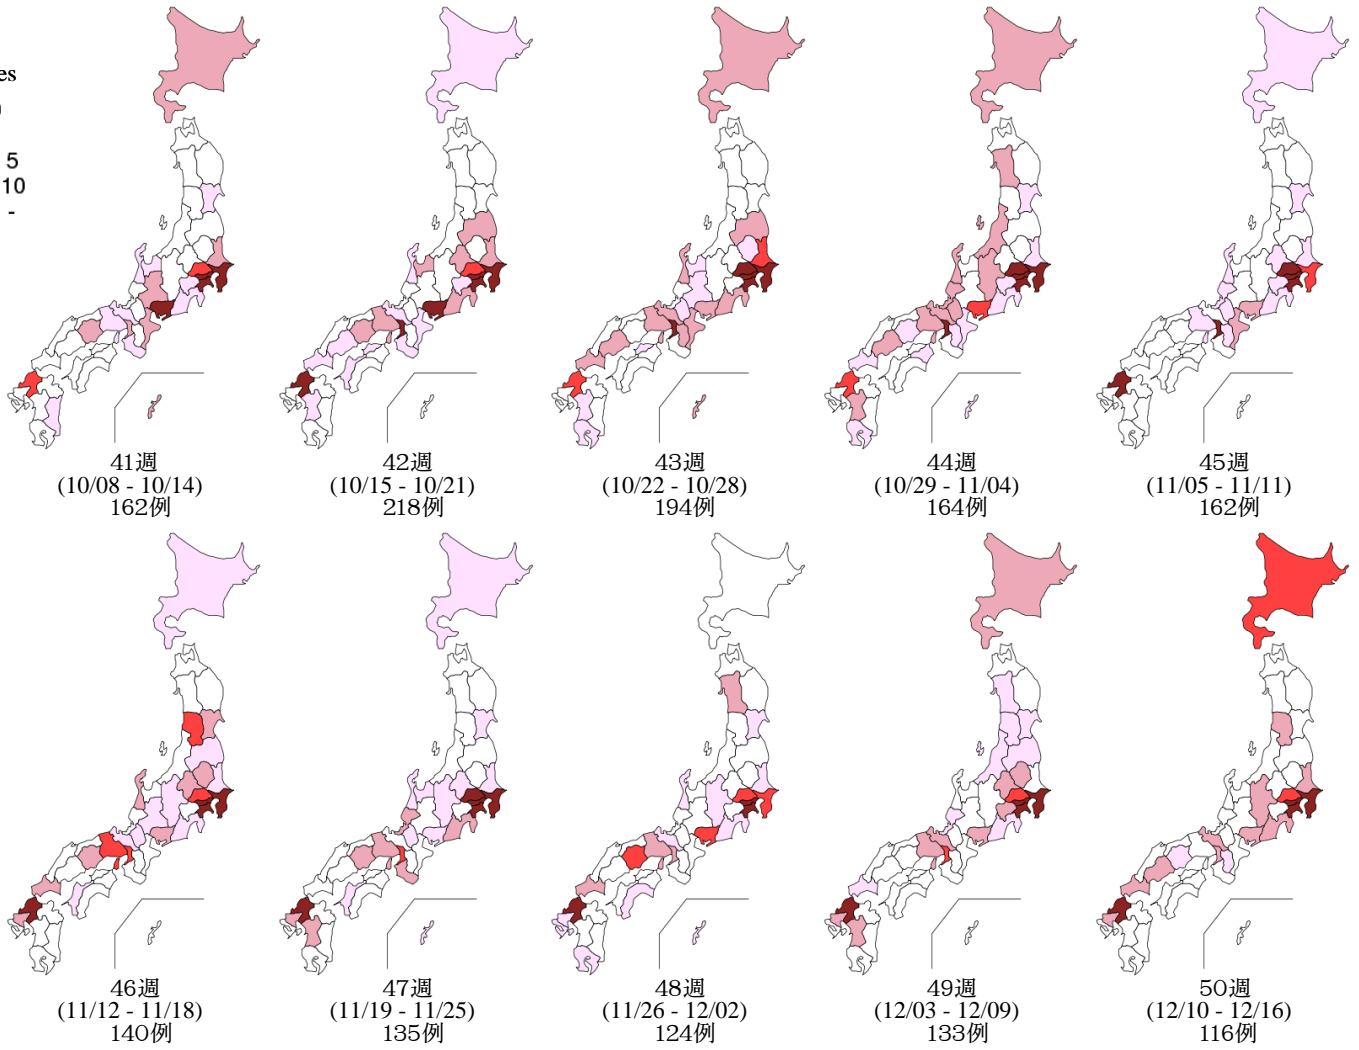 es
5
10
-
41週
(10/08 - 10/14)
162例
42週
(10/15 - 10/21)
218例
43週
(10/22 - 10/28)
194例
44週
(10/29 - 11/04)
164例
45週
(11/05 - 11/11)
162例
46週
(11/12 - 11/18)
140例
47週
(11/19 - 11/25)
135例
48週
(11/26 - 12/02)
124例
49週
(12/03 - 12/09)
133例
50週
(12/10 - 12/16)
116例